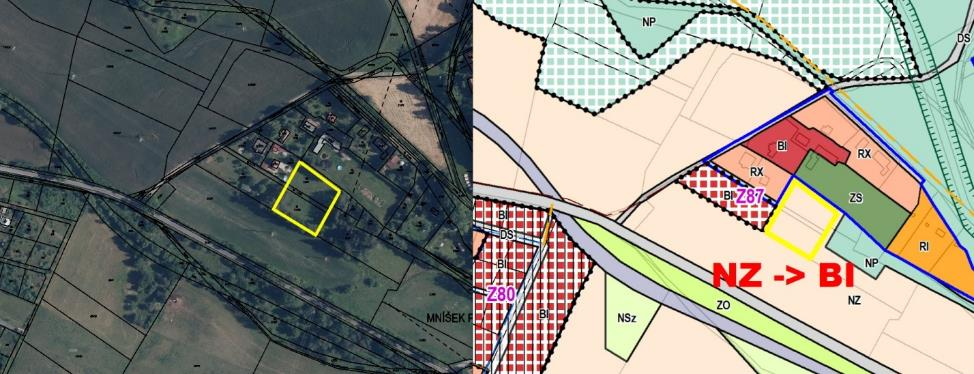 NP
DS
BI
RX
RX
BI
Z87
ZS
BI
DS
RI
BI
NP
Z80
NZ -> BI
NZ
BI
ZO
NSz
MNÍŠEK P